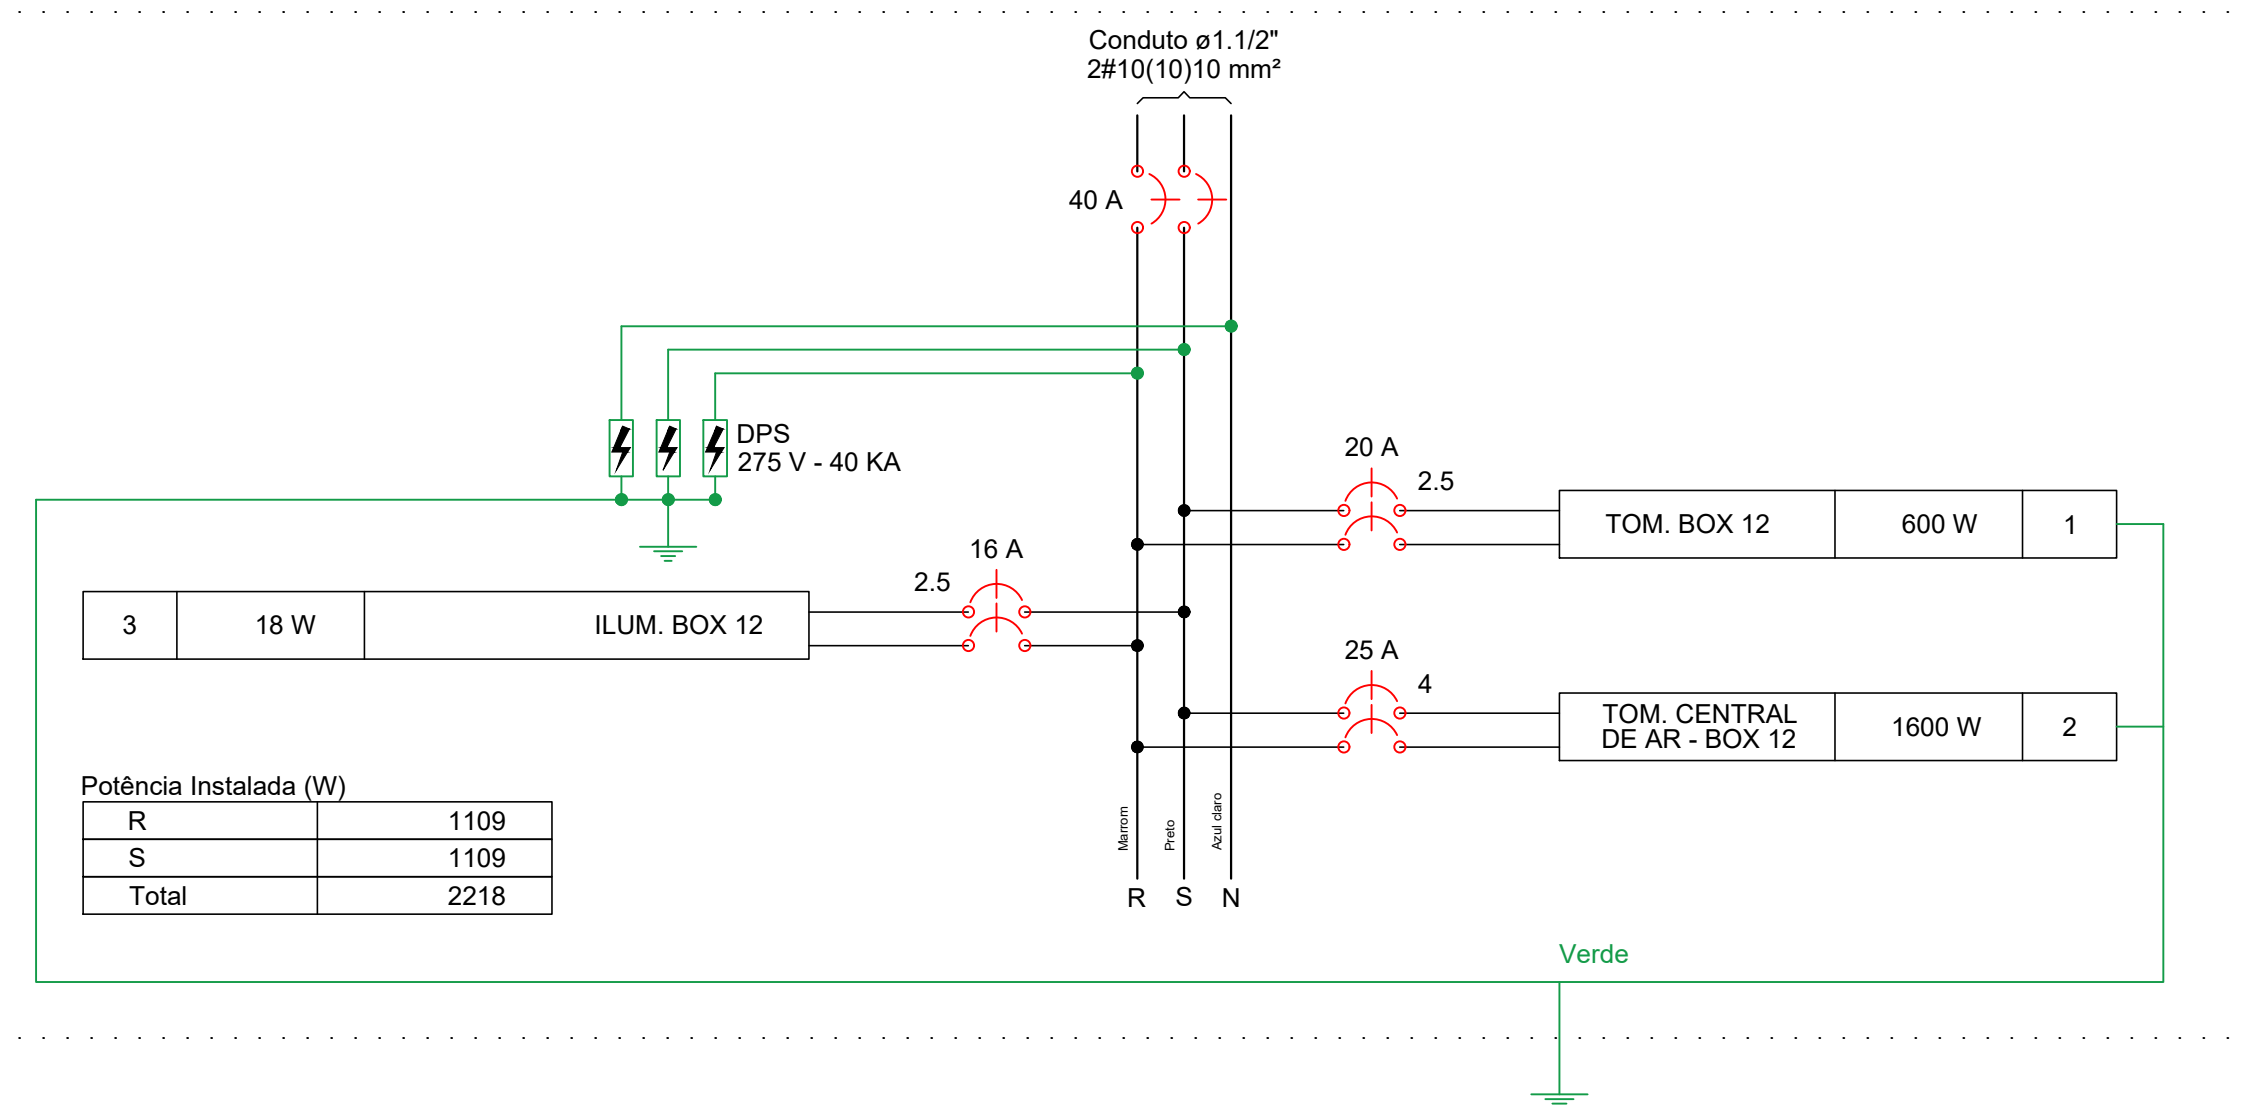 Conduto ø1.1/2"
2#10(10)10 mm²
40 A
DPS
275 V - 40 KA
20 A
2.5
TOM. BOX 12 600 W 1
16 A
2.5
3 18 W ILUM. BOX 12
25 A
4
TOM. CENTRAL
DE AR - BOX 12 1600 W 2
Potência Instalada (W)
R 1109
S 1109
Total 2218
Marrom
Preto
Azul claro
R S N
Verde